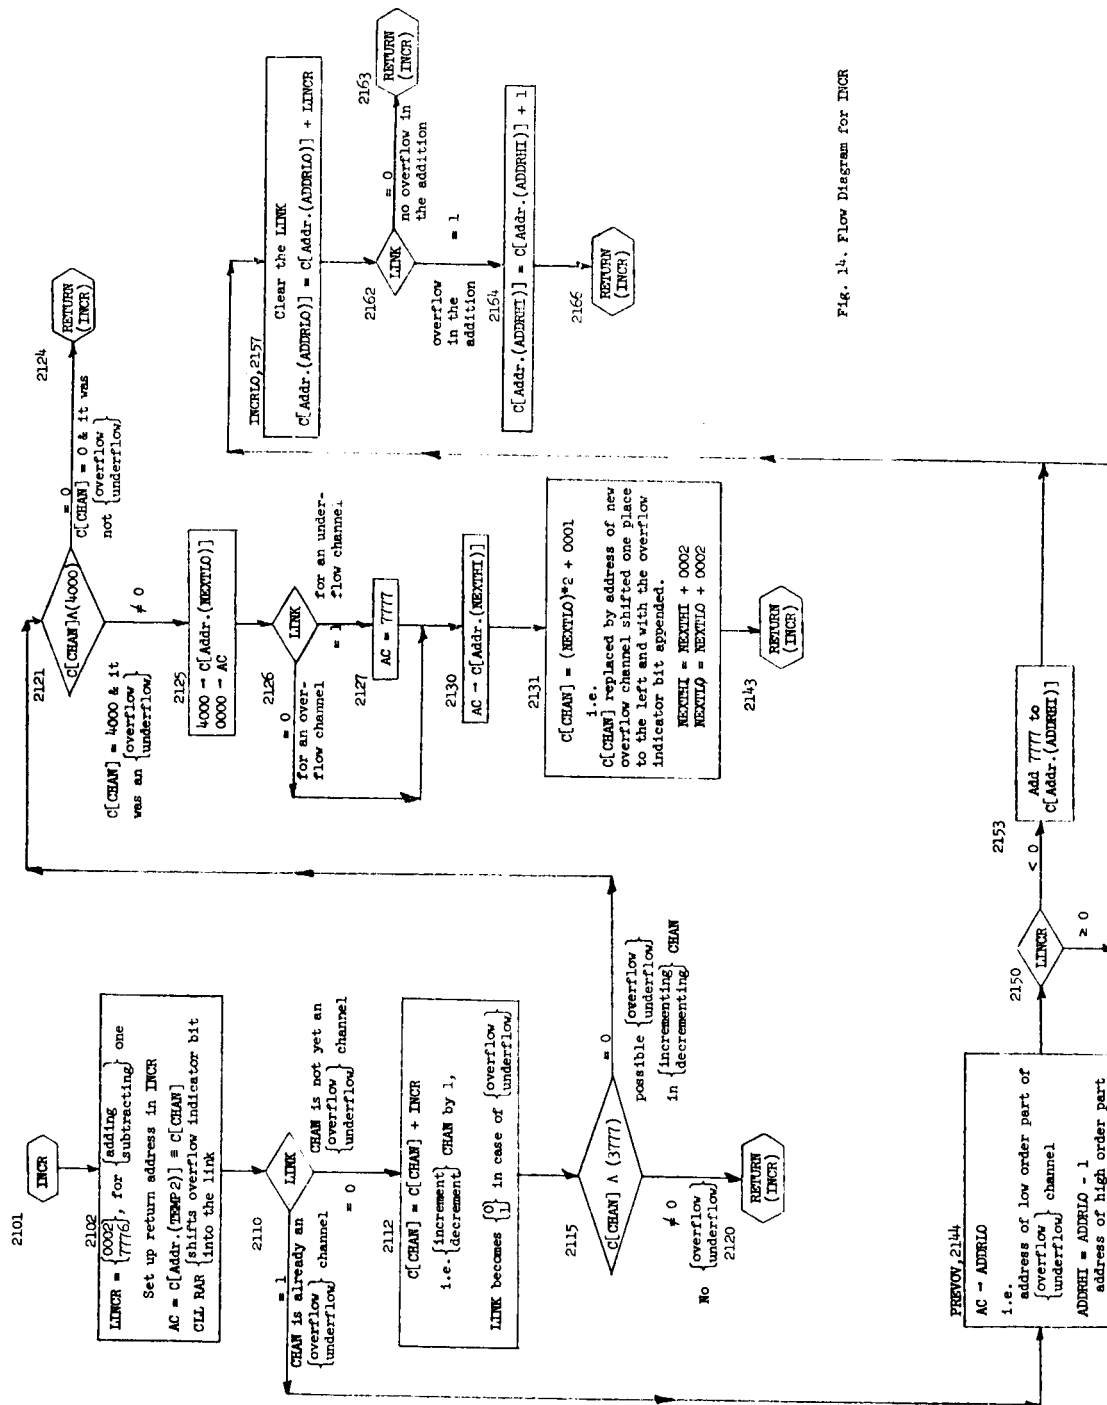 2101
INCR
2102
LINCR = {0002 7776}, for {adding subtracting} one
Set up return address in INCR
AC = C[Addr.(TEMP2)] ≡ C[CHAN]
CLL RAR {shifts overflow indicator bit
into the link
2110
LINK
= 1
CHAN is already an
{overflow underflow} channel
CHAN is not yet an
{overflow underflow} channel
= 0
2112
C[CHAN] = C[CHAN] + INCR
i.e. {increment decrement} CHAN by 1,
LINK becomes {0 1} in case of {overflow underflow}
2115
C[CHAN] Λ (3777)
= 0
possible {overflow underflow}
in {incrementing decrementing} CHAN
≠ 0
No {overflow underflow}
2120
RETURN
(INCR)
2121
C[CHAN]Λ(4000)
= 0
C[CHAN] = 0 & it was
not {overflow underflow}
2124
RETURN
(INCR)
≠ 0
C[CHAN] = 4000 & it
was an {overflow underflow}
2125
4000 → C[Addr.(NEXTLO)]
0000 → AC
2126
LINK
= 0
for an over-
flow channel
= 1
for an under-
flow channel
2127
AC = 7777
2130
AC → C[Addr.(NEXTHI)]
2131
C[CHAN] = (NEXTLO)*2 + 0001
i.e.
C[CHAN] replaced by address of new
overflow channel shifted one place
to the left and with the overflow
indicator bit appended.
NEXTHI = NEXTHI + 0002
NEXTLO = NEXTLO + 0002
2143
RETURN
(INCR)
PREVOV,2144
AC → ADDRLO
i.e.
address of low order part of
{overflow underflow} channel
ADDRHI = ADDRLO - 1
address of high order part
2150
LINCR
< 0
≥ 0
2153
Add 7777 to
C[Addr.(ADDRHI)]
INCRLO,2157
Clear the LINK
C[Addr.(ADDRLO)] = C[Addr.(ADDRLO)] + LINCR
2162
LINK
= 0
no overflow in
the addition
2163
RETURN
(INCR)
= 1
overflow
in the
addition
2164
C[Addr.(ADDRHI)] = C[Addr.(ADDRHI)] + 1
2166
RETURN
(INCR)
Fig. 14. Flow Diagram for INCR